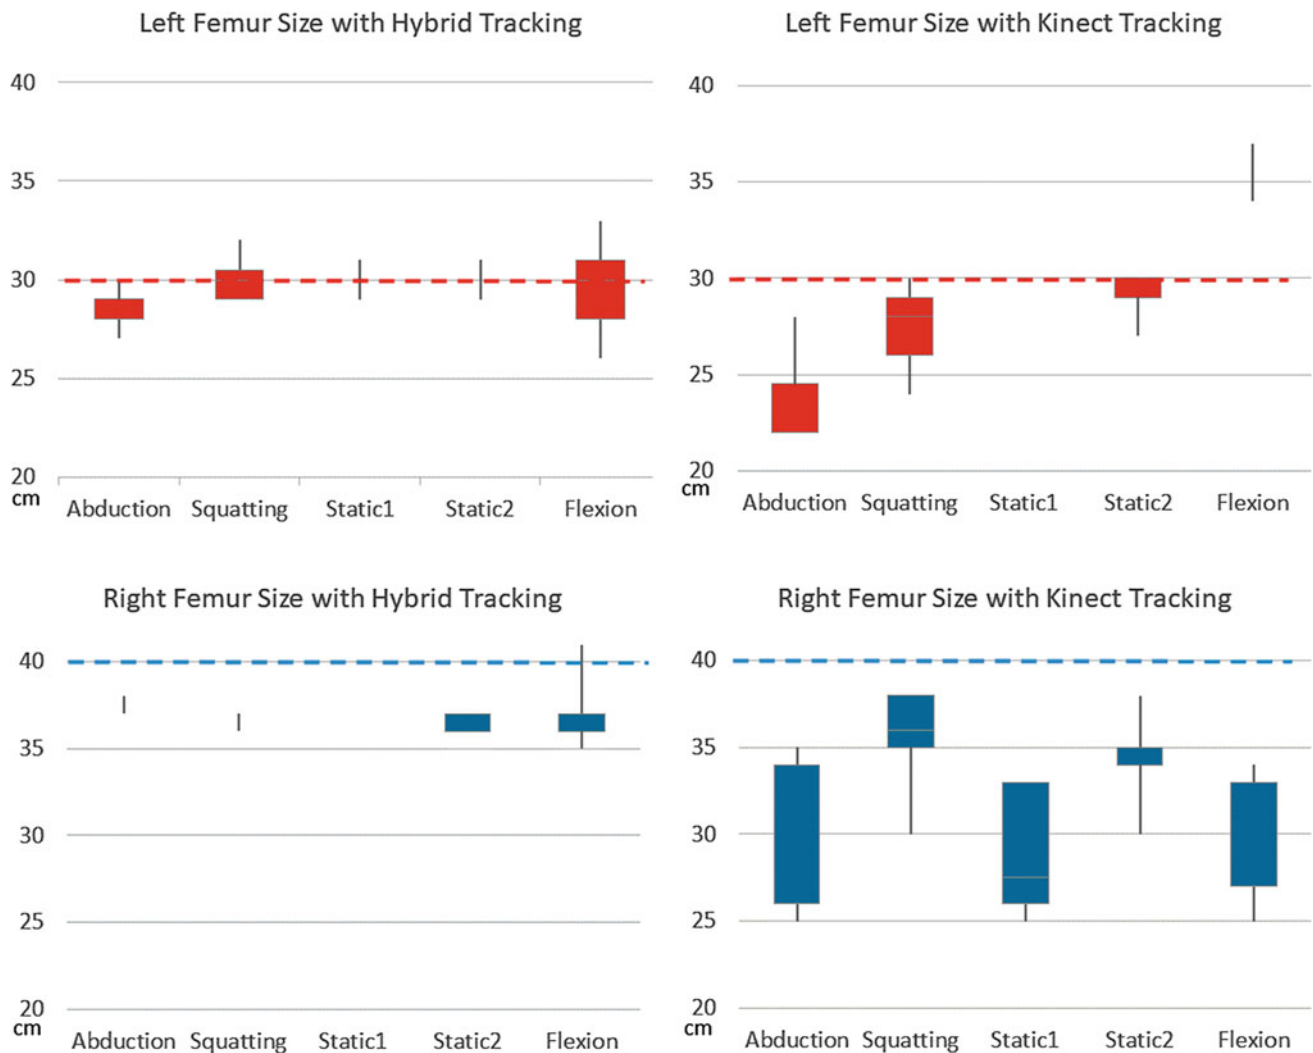 Left Femur Size with Hybrid Tracking
40
35
30
25
20
cm
Abduction Squatting Static1 Static2 Flexion
Left Femur Size with Kinect Tracking
40
35
30
25
20
cm
Abduction Squatting Static1 Static2 Flexion
Right Femur Size with Hybrid Tracking
40
35
30
25
20
cm
Abduction Squatting Static1 Static2 Flexion
Right Femur Size with Kinect Tracking
40
35
30
25
20
cm
Abduction Squatting Static1 Static2 Flexion